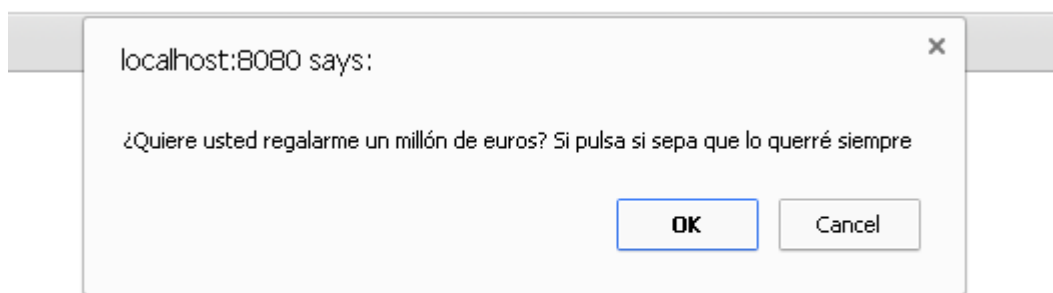 localhost:8080 says:
¿Quiere usted regalarme un millón de euros? Si pulsa si sepa que lo querré siempre
OK
Cancel